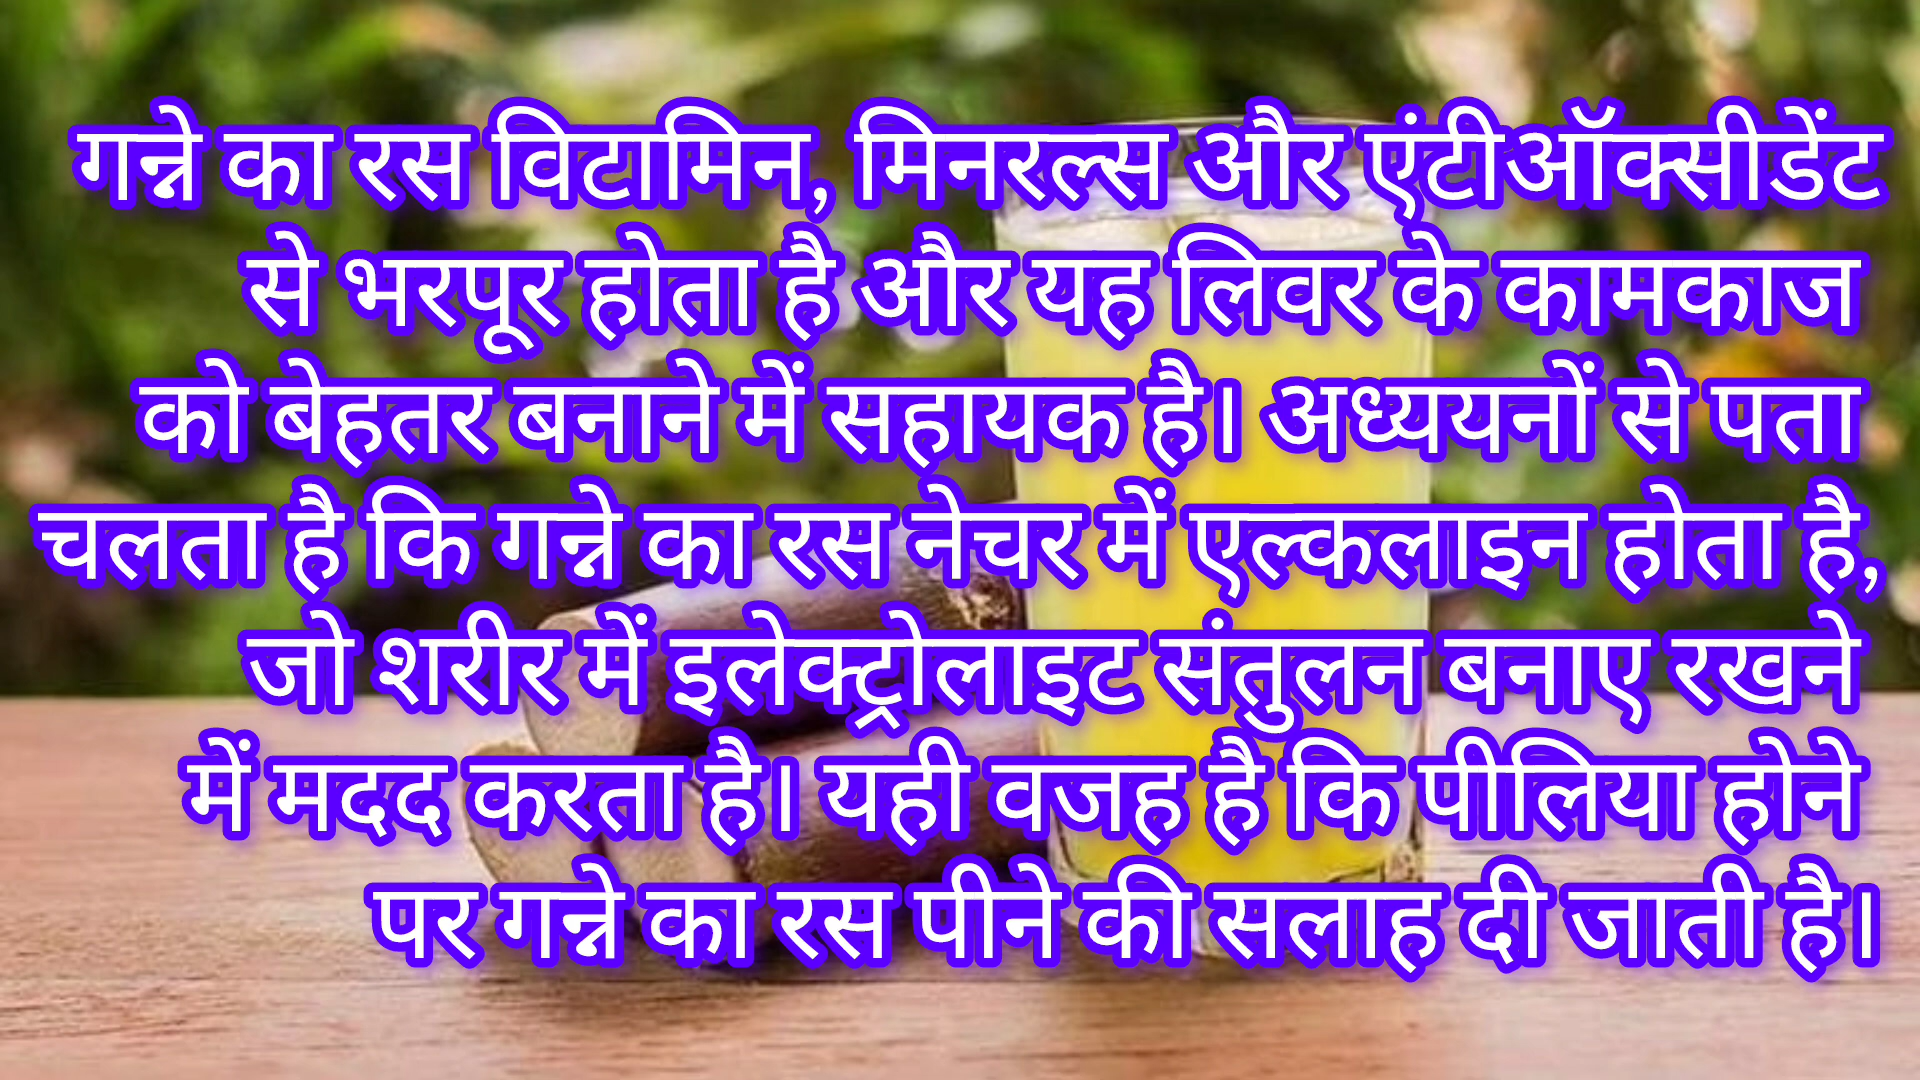 गन्ने का रस विटामिन, मिनरल्स और एंटीऑक्सीडेंट
से भरपूर होता है और यह लिवर के कामकाज
को बेहतर बनाने में सहायक है। अध्ययनों से पता
चलता है कि गन्ने का रस नेचर में एल्कलाइन होता है,
जो शरीर में इलेक्ट्रोलाइट संतुलन बनाए रखने
में मदद करता है। यही वजह है कि पीलिया होने
पर गन्ने का रस पीने की सलाह दी जाती है।